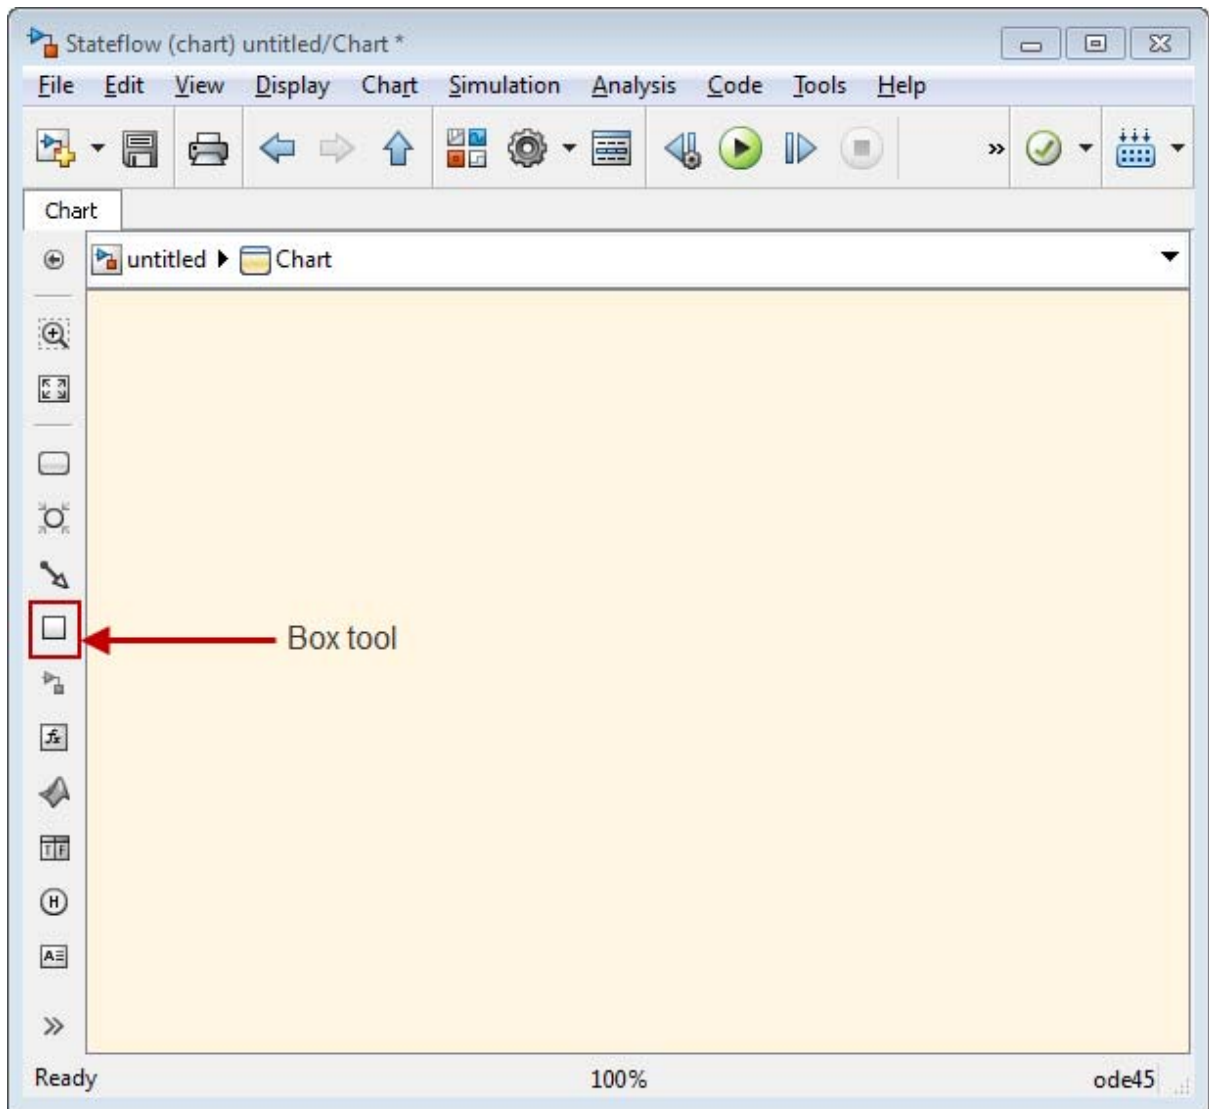 Stateflow (chart) untitled/Chart *
File Edit View Display Chart Simulation Analysis Code Tools Help
»
Chart
untitled Chart
Box tool
fx
T F
H
A
»
Ready 100% ode45